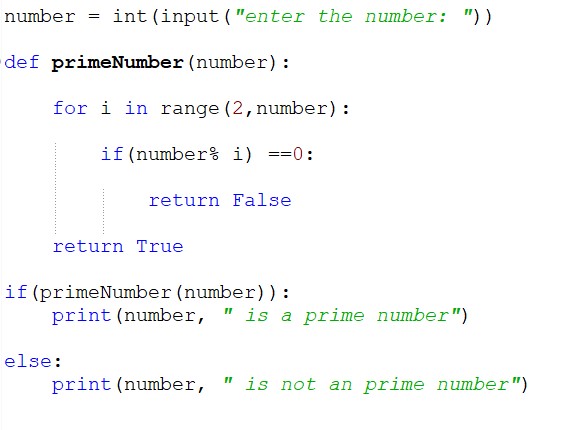 number = int(input("enter the number: "))
def primeNumber(number):
for i in range(2,number):
if(number% i) ==0:
return False
return True
if(primeNumber(number)):
print(number, " is a prime number")
else:
print(number, " is not an prime number")